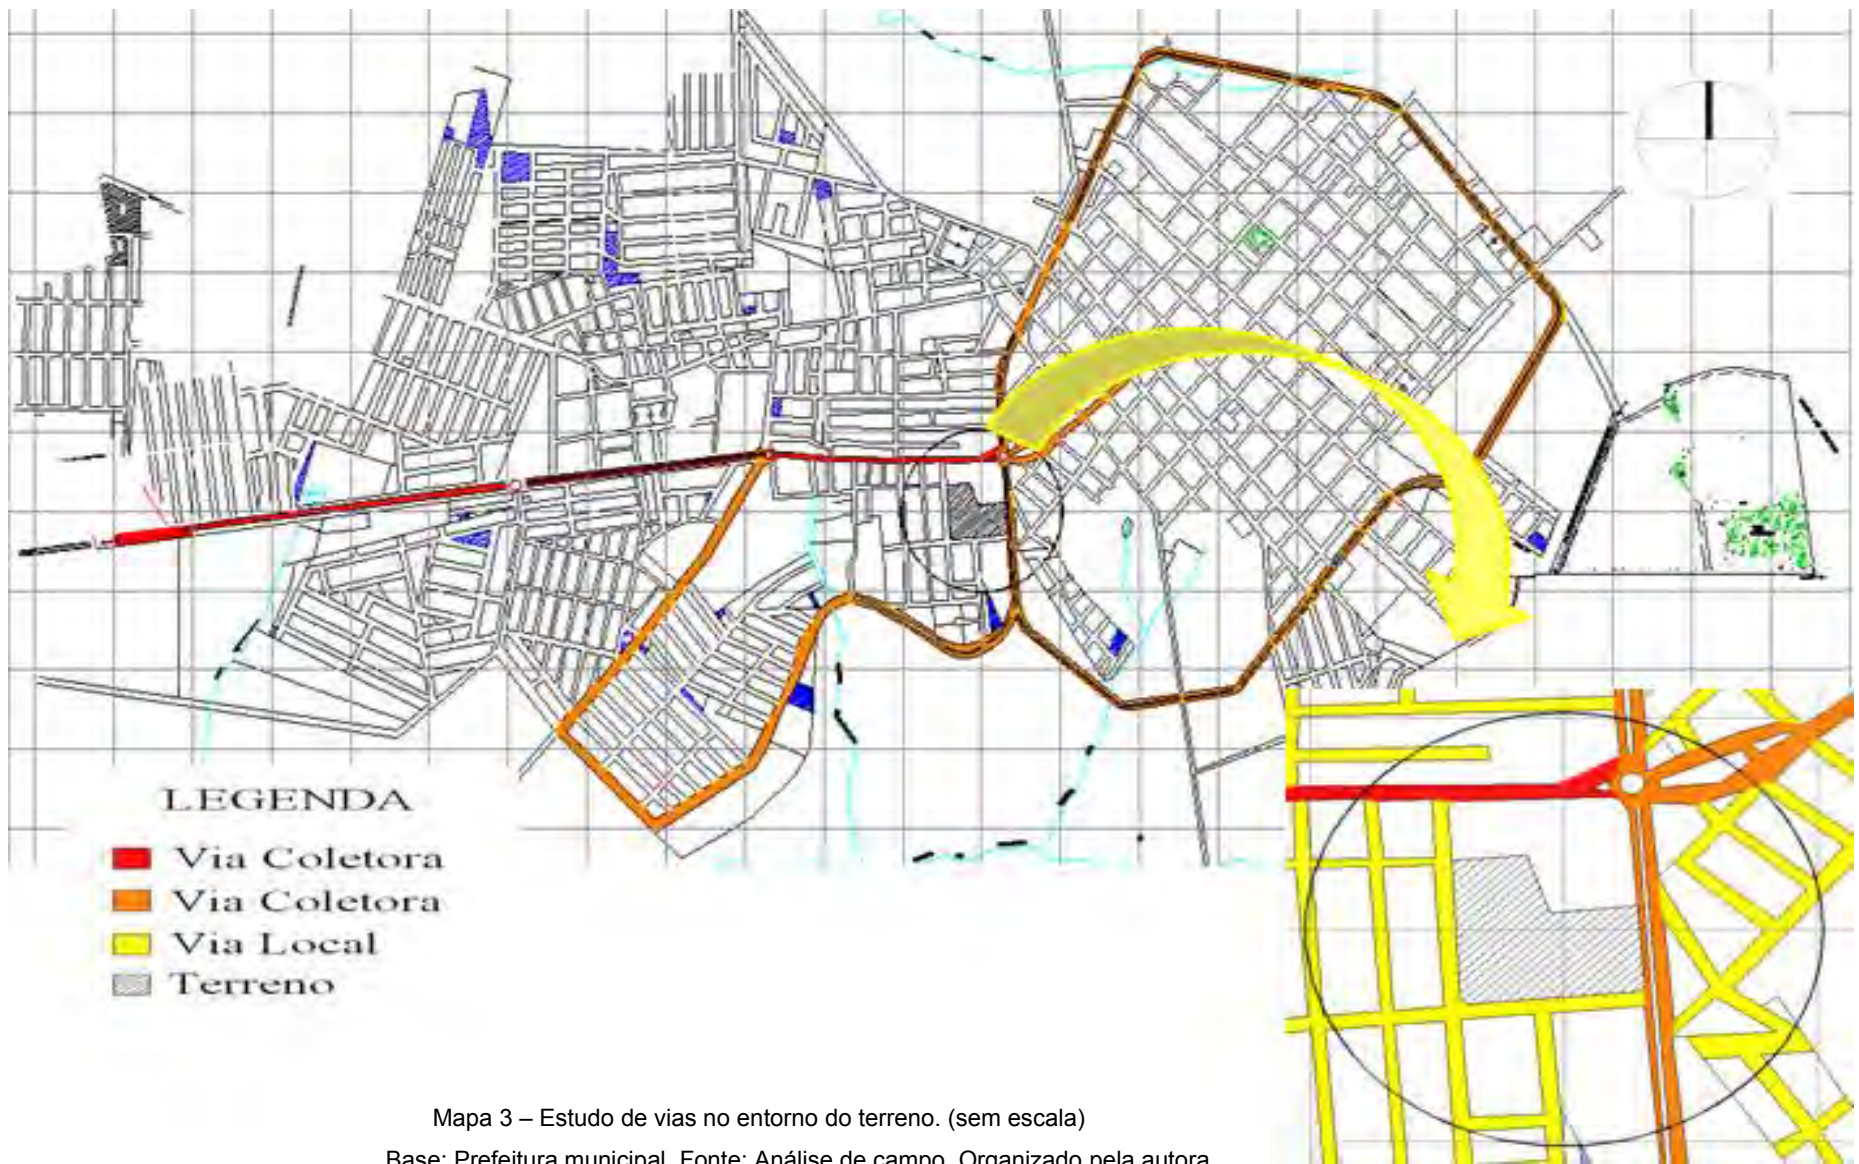 LEGENDA
Via Coletora
Via Coletora
Via Local
Terreno
Mapa 3 – Estudo de vias no entorno do terreno. (sem escala)
Base: Prefeitura municipal. Fonte: Análise de campo. Organizado pela autora